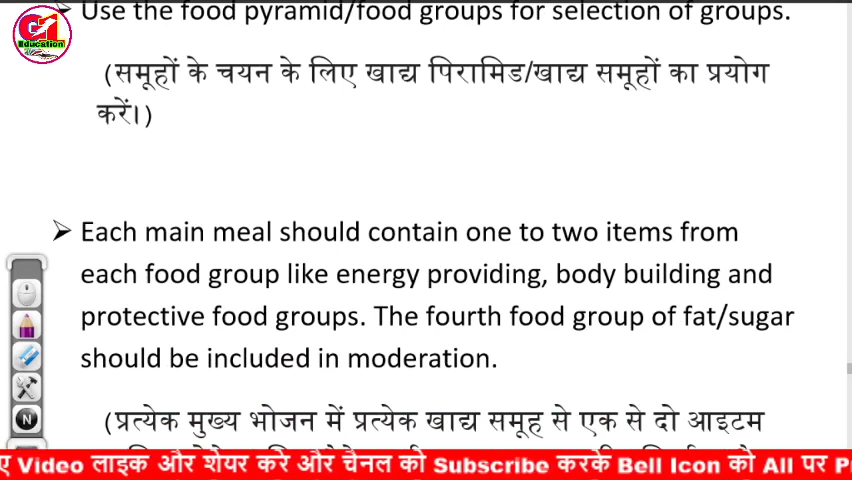 Use the food pyramid/food groups for selection of groups.
Education
(समूहों के चयन के लिए खाद्य पिरामिड/खाद्य समूहों का प्रयोग
करें।)
➢ Each main meal should contain one to two items from
each food group like energy providing, body building and
protective food groups. The fourth food group of fat/sugar
should be included in moderation.
N
(प्रत्येक मुख्य भोजन में प्रत्येक खाद्य समूह से एक से दो आइटम
Video लाइक और शेयर करे और चैनल को Subscribe करके Bell Icon को All पर